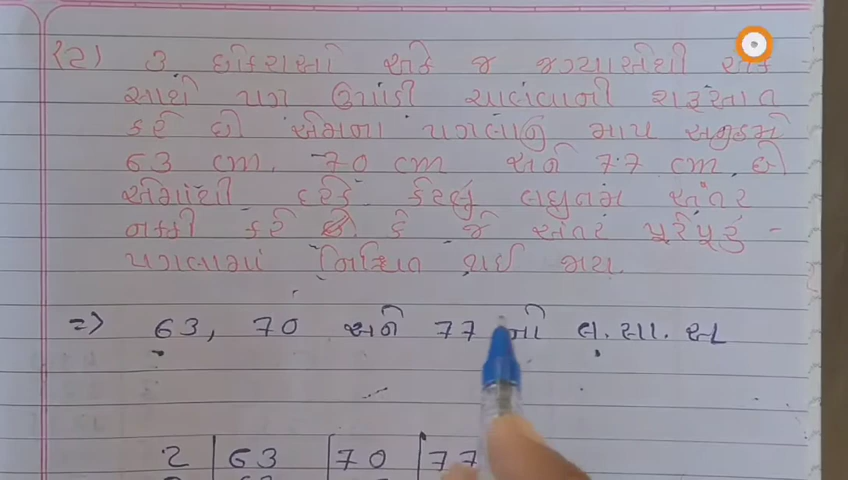 (૨) 3 છોકરાઓ એક જ જગ્યાએથી એક
સાથે પગ ઉપાડી ચાલવાની શરૂઆત
કરે છે એમના પગલાનું માપ અનુક્રમે
63 cm, 70 cm અને 77 cm છે
એમાંથી દરેકે કેટલું લઘુતમ અંતર
નક્કી કરે કે જે અંતર પૂરેપૂરું -
પગલામાં નિશ્ચિત થઈ જાય
=> 63, 70 અને 77 નો લ.સા.અ
2 | 63 | 70 | 77